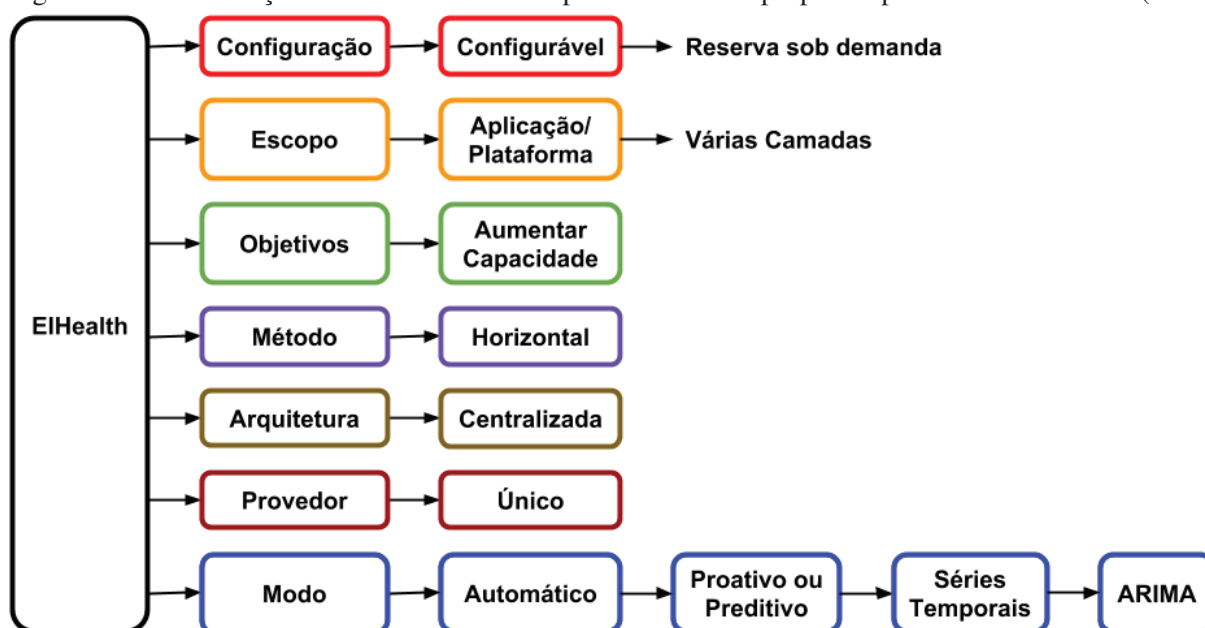 Configuração
Configurável
Reserva sob demanda
Escopo
Aplicação/
Plataforma
Várias Camadas
Objetivos
Aumentar
Capacidade
ElHealth
Método
Horizontal
Arquitetura
Centralizada
Provedor
Único
Modo
Automático
Proativo ou
Preditivo
Séries
Temporais
ARIMA